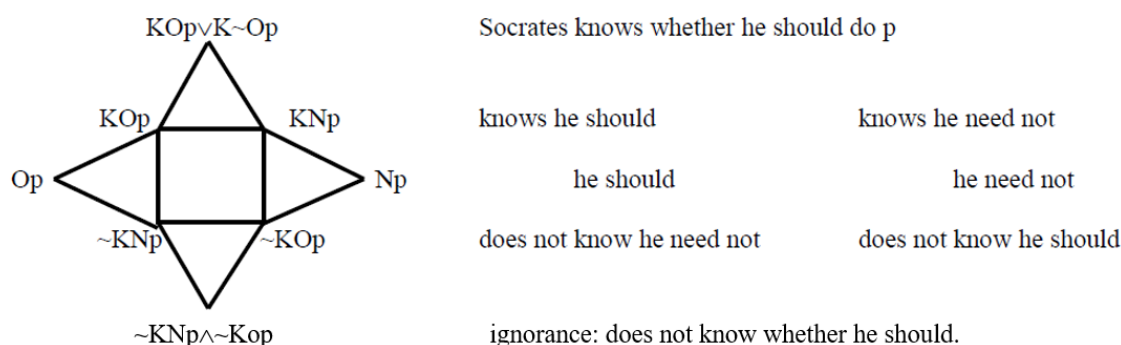 KOp∨K~Op Socrates knows whether he should do p
KOp KNp knows he should knows he need not
Op Np he should he need not
~KNp ~KOp does not know he need not does not know he should
~KNp∧~Kop ignorance: does not know whether he should.